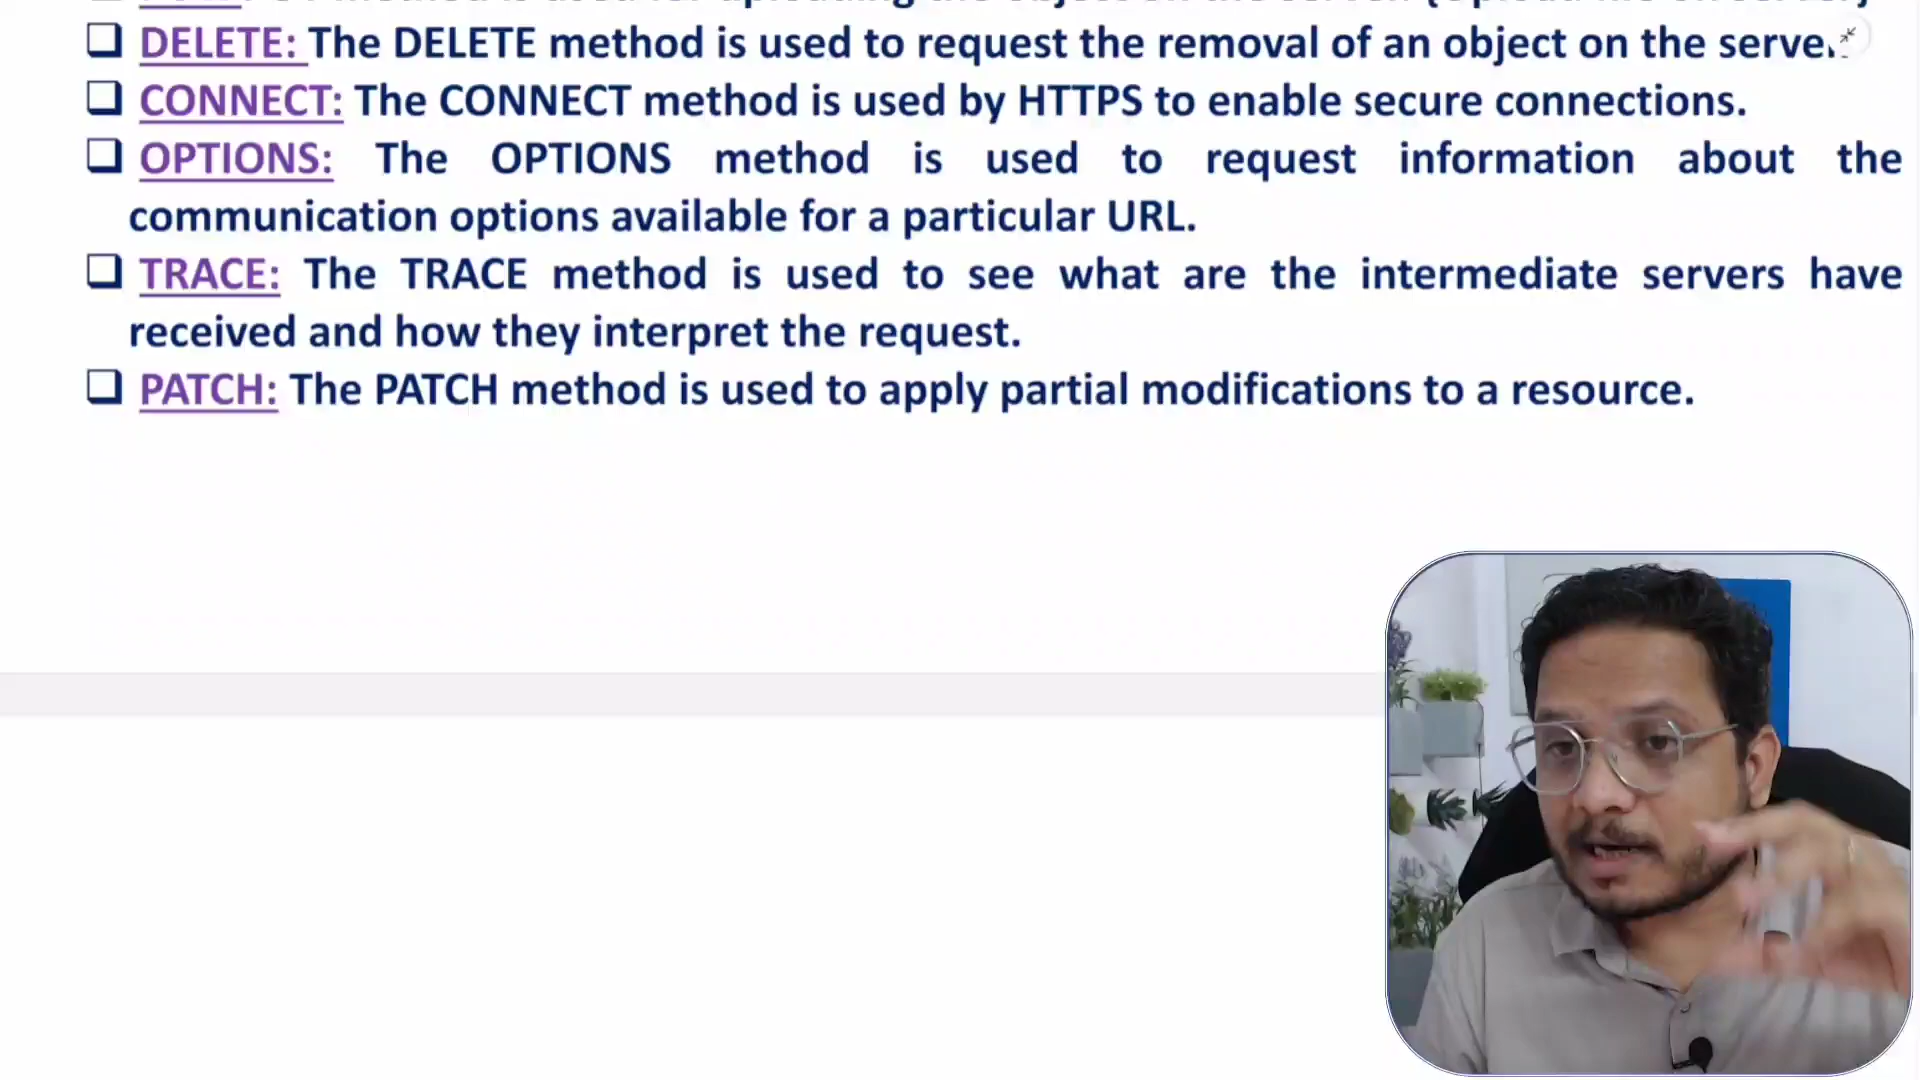 ❑ DELETE: The DELETE method is used to request the removal of an object on the server.
❑ CONNECT: The CONNECT method is used by HTTPS to enable secure connections.
❑ OPTIONS: The OPTIONS method is used to request information about the
communication options available for a particular URL.
❑ TRACE: The TRACE method is used to see what are the intermediate servers have
received and how they interpret the request.
❑ PATCH: The PATCH method is used to apply partial modifications to a resource.